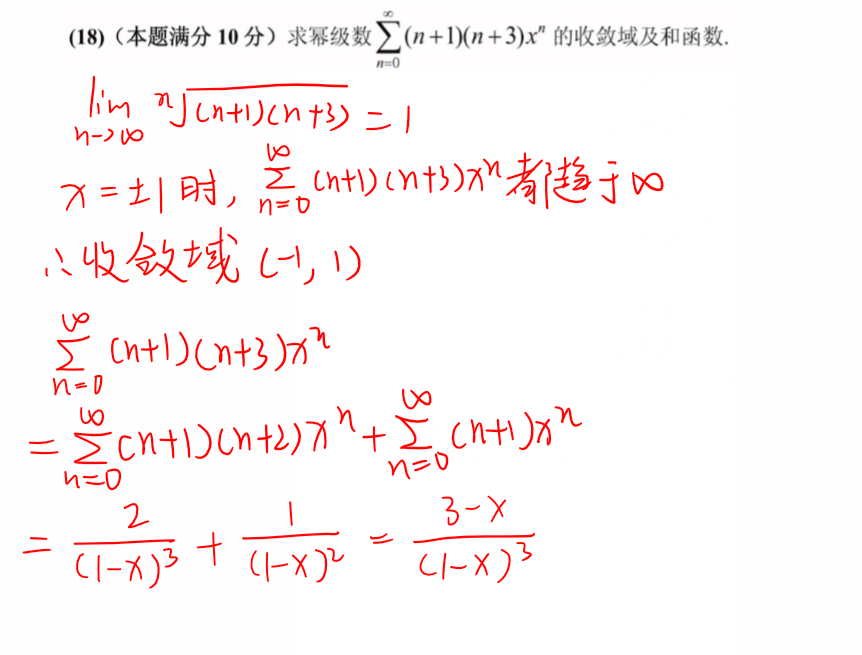 (18)（本题满分 10 分）求幂级数 $\sum_{n=0}^{\infty}(n+1)(n+3)x^n$ 的收敛域及和函数.
$\lim_{n\to\infty} \sqrt[n]{(n+1)(n+3)} = 1$
$x=\pm1$ 时, $\sum_{n=0}^{\infty}(n+1)(n+3)x^n$ 都趋于 $\infty$
∴ 收敛域 (-1, 1)
$\sum_{n=0}^{\infty}(n+1)(n+3)x^n$
$= \sum_{n=0}^{\infty}(n+1)(n+2)x^n + \sum_{n=0}^{\infty}(n+1)x^n$
$= \frac{2}{(1-x)^3} + \frac{1}{(1-x)^2} = \frac{3-x}{(1-x)^3}$